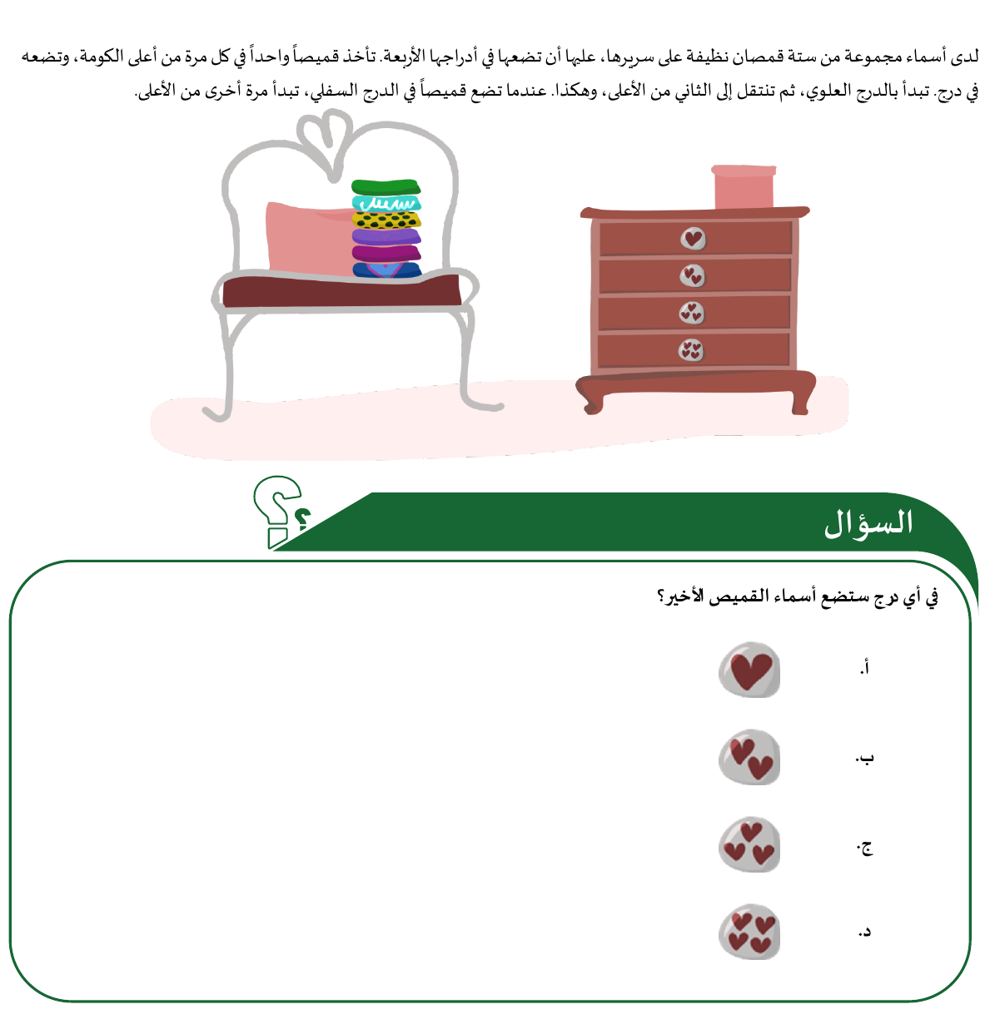 لدى أسماء مجموعة من ستة قمصان نظيفة على سريرها، عليها أن تضعها في أدراجها الأربعة. تأخذ قميصاً واحداً في كل مرة من أعلى الكومة، وتضعه
في درج. تبدأ بالدرج العلوي، ثم تنتقل إلى الثاني من الأعلى، وهكذا. عندما تضع قميصاً في الدرج السفلي، تبدأ مرة أخرى من الأعلى.
؟؟
السؤال
في أي درج ستضع أسماء القميص الأخير؟
أ.
ب.
ج.
د.